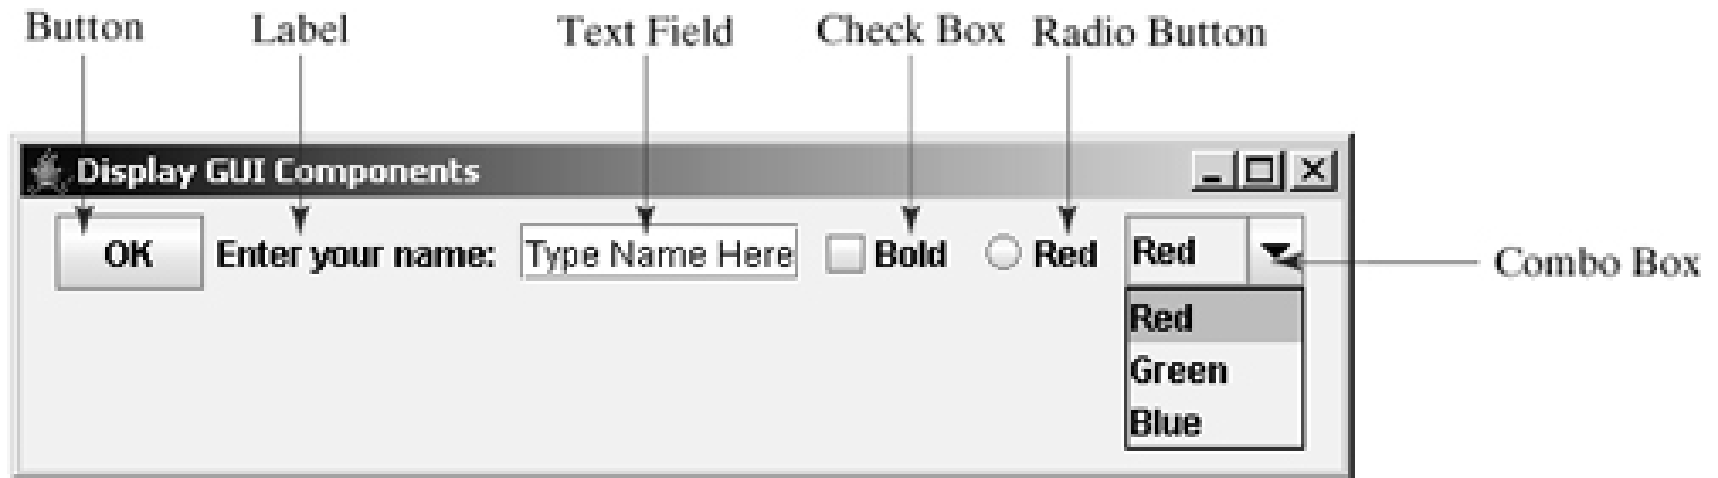 Button Label Text Field Check Box Radio Button
Display GUI Components
OK Enter your name: Type Name Here Bold Red Red
Combo Box
Red
Green
Blue